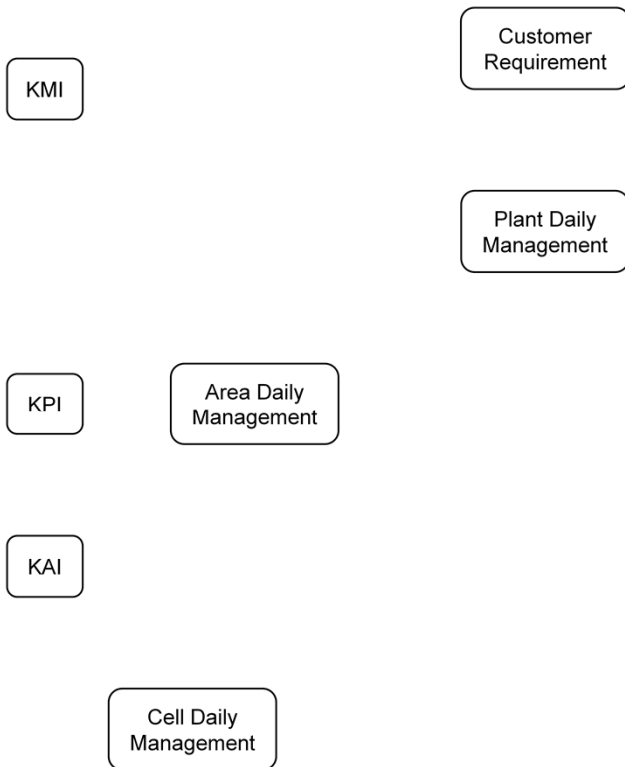 Customer
Requirement
KMI
Plant Daily
Management
KPI
Area Daily
Management
KAI
Cell Daily
Management